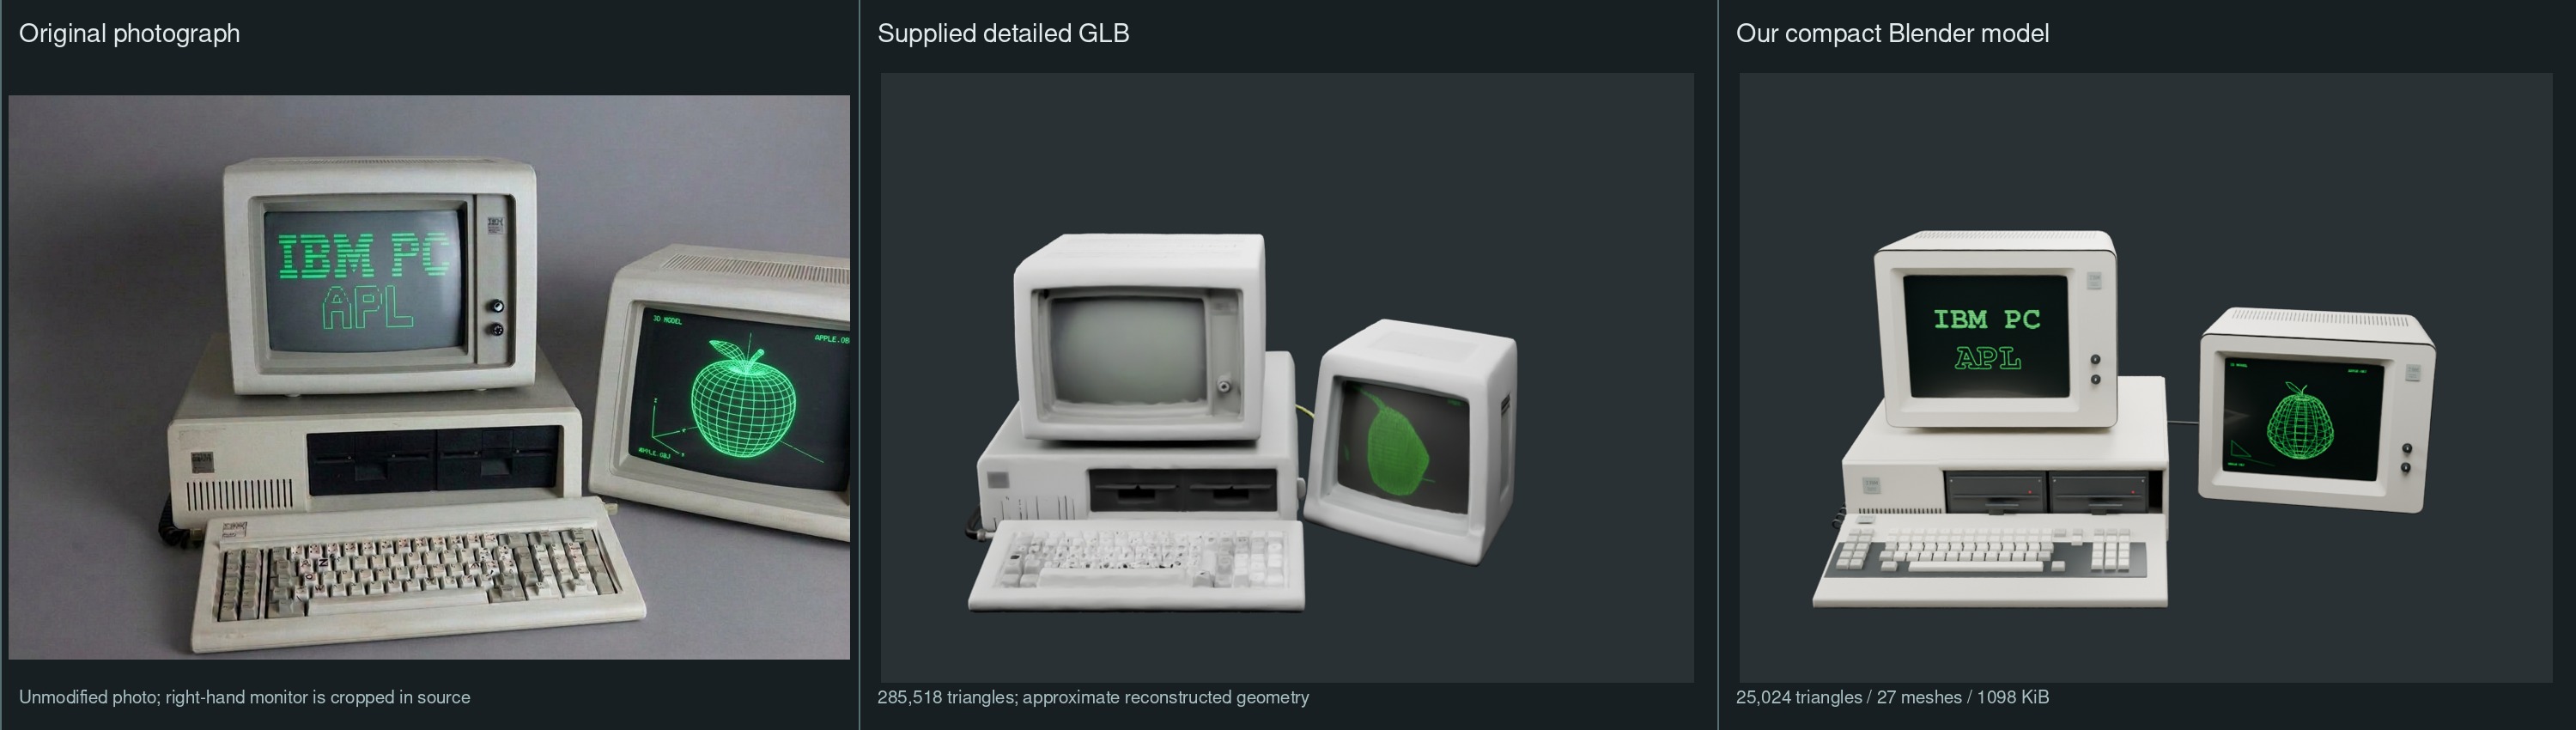 Original photograph
Supplied detailed GLB
Our compact Blender model
IBM
IBM PC
APL
3D MODEL
APPLE.OB
APPLE.OBJ
IBM
IBM PC
APL
Unmodified photo; right-hand monitor is cropped in source
285,518 triangles; approximate reconstructed geometry
25,024 triangles / 27 meshes / 1098 KiB